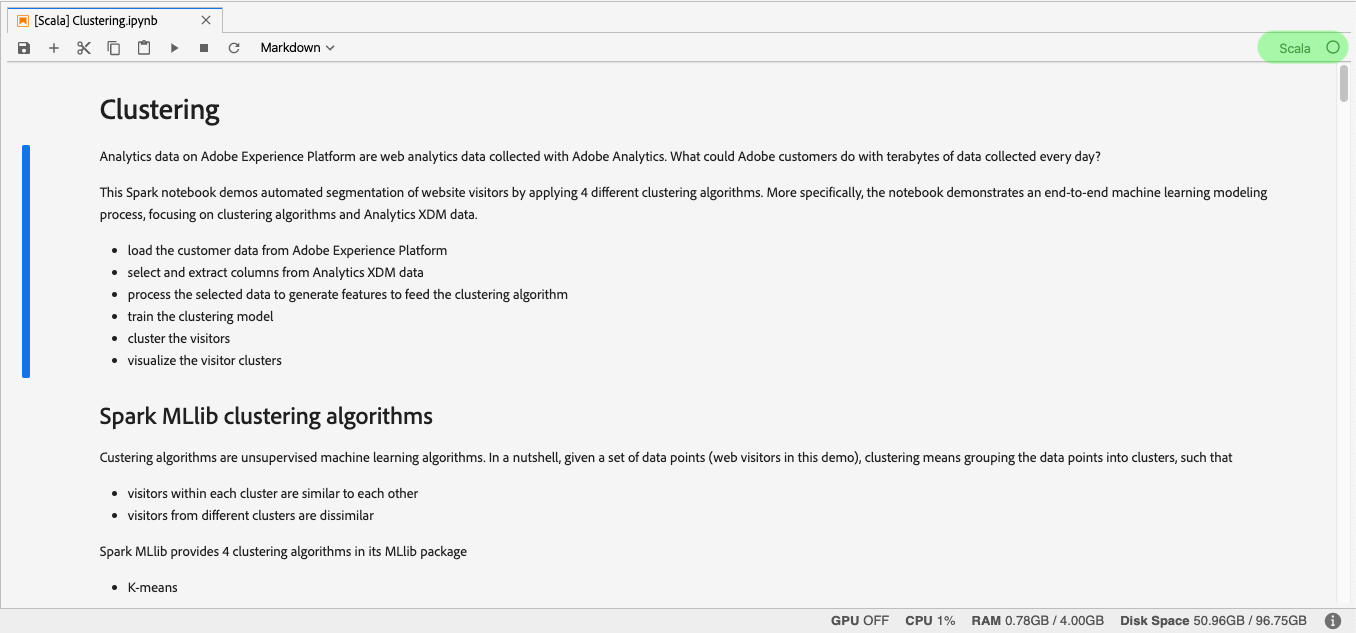 [Scala] Clustering.ipynb
Markdown
Scala
Clustering
Analytics data on Adobe Experience Platform are web analytics data collected with Adobe Analytics. What could Adobe customers do with terabytes of data collected every day?
This Spark notebook demos automated segmentation of website visitors by applying 4 different clustering algorithms. More specifically, the notebook demonstrates an end-to-end machine learning modeling
process, focusing on clustering algorithms and Analytics XDM data.
• load the customer data from Adobe Experience Platform
• select and extract columns from Analytics XDM data
• process the selected data to generate features to feed the clustering algorithm
• train the clustering model
• cluster the visitors
• visualize the visitor clusters
Spark MLlib clustering algorithms
Custering algorithms are unsupervised machine learning algorithms. In a nutshell, given a set of data points (web visitors in this demo), clustering means grouping the data points into clusters, such that
• visitors within each cluster are similar to each other
• visitors from different clusters are dissimilar
Spark MLlib provides 4 clustering algorithms in its MLlib package
• K-means
GPU OFF CPU 1% RAM 0.78GB / 4.00GB Disk Space 50.96GB / 96.75GB